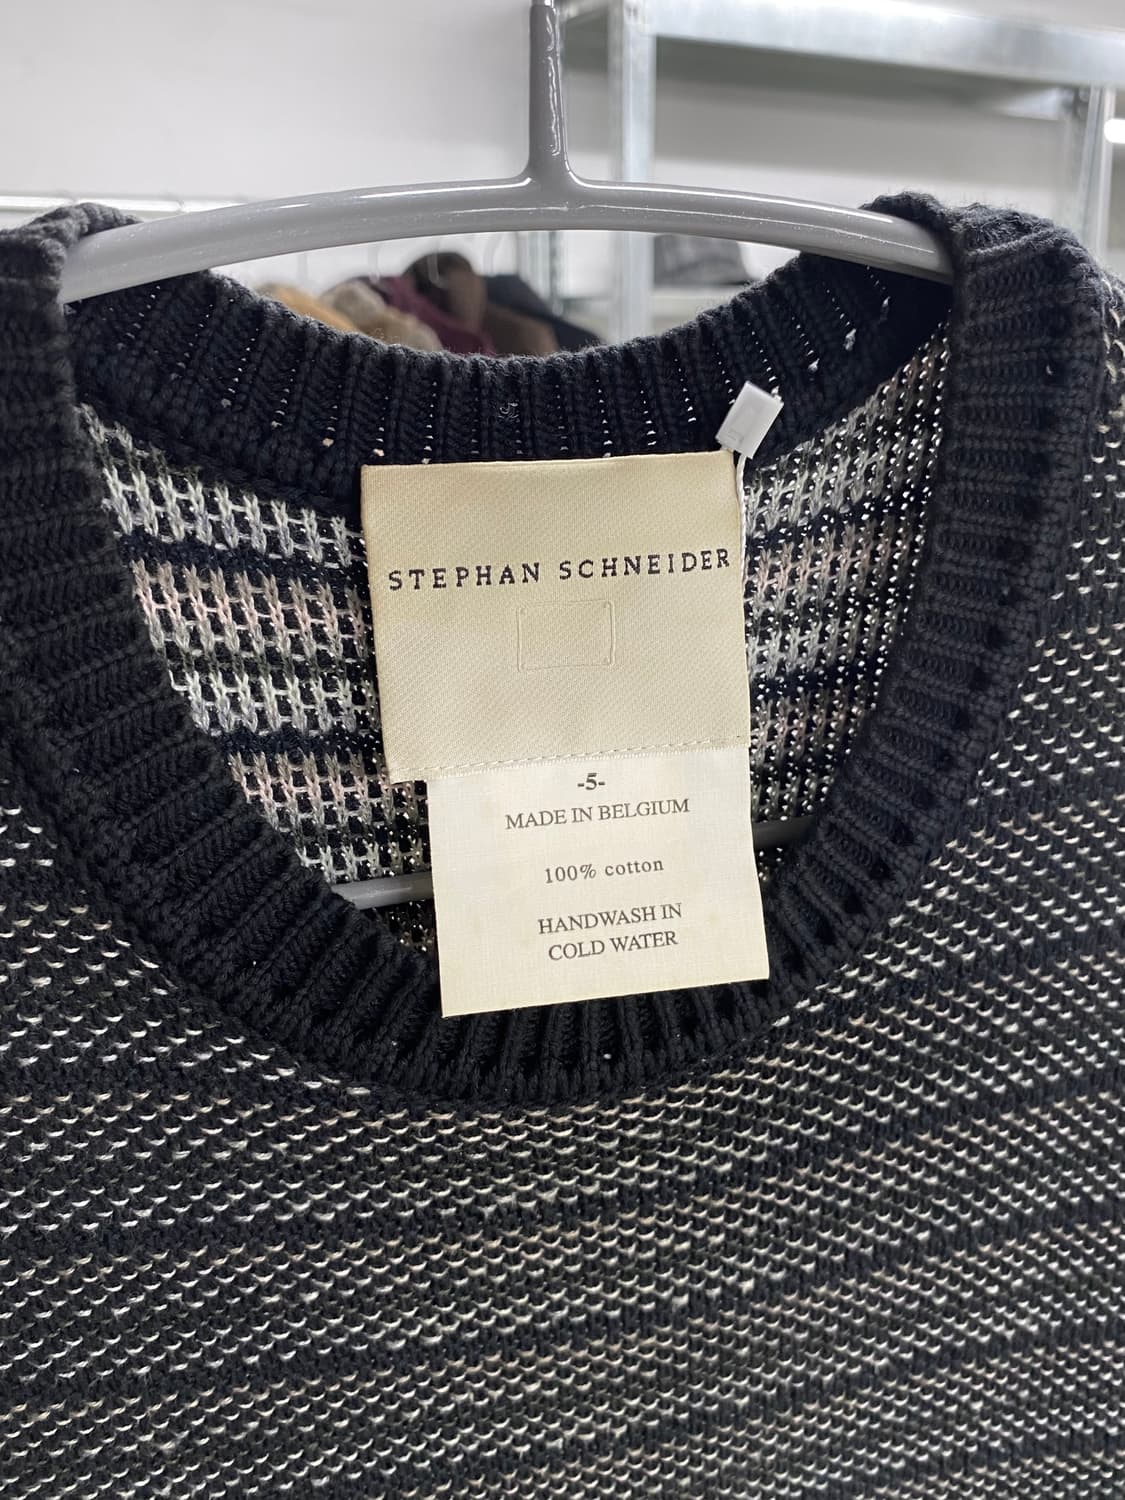 STEPHAN SCHNEIDER
-5-
MADE IN BELGIUM
100% cotton
HANDWASH IN
COLD WATER